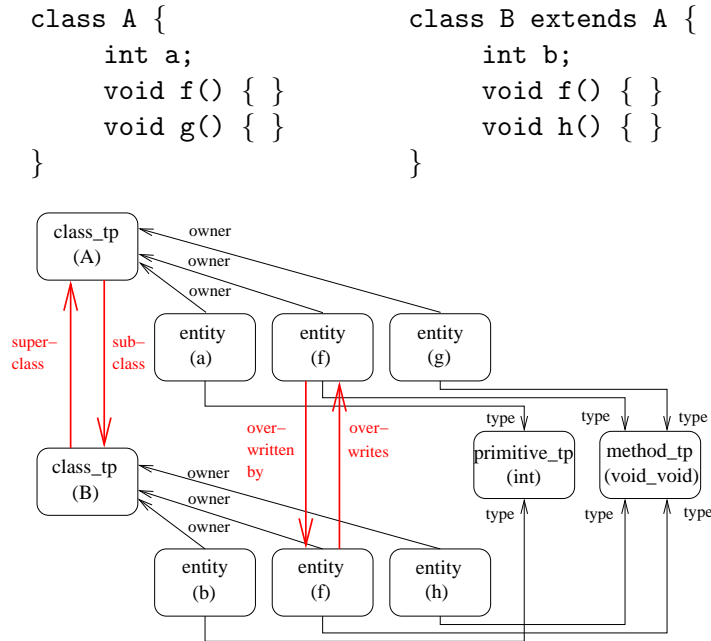 class A {
int a;
void f() { }
void g() { }
}
class B extends A {
int b;
void f() { }
void h() { }
}
class_tp
(A)
owner
owner
owner
entity
(a)
entity
(f)
entity
(g)
super–
class
sub–
class
over–
written
by
over–
writes
type
type
type
primitive_tp
(int)
method_tp
(void_void)
class_tp
(B)
owner
owner
owner
type
type
type
entity
(b)
entity
(f)
entity
(h)